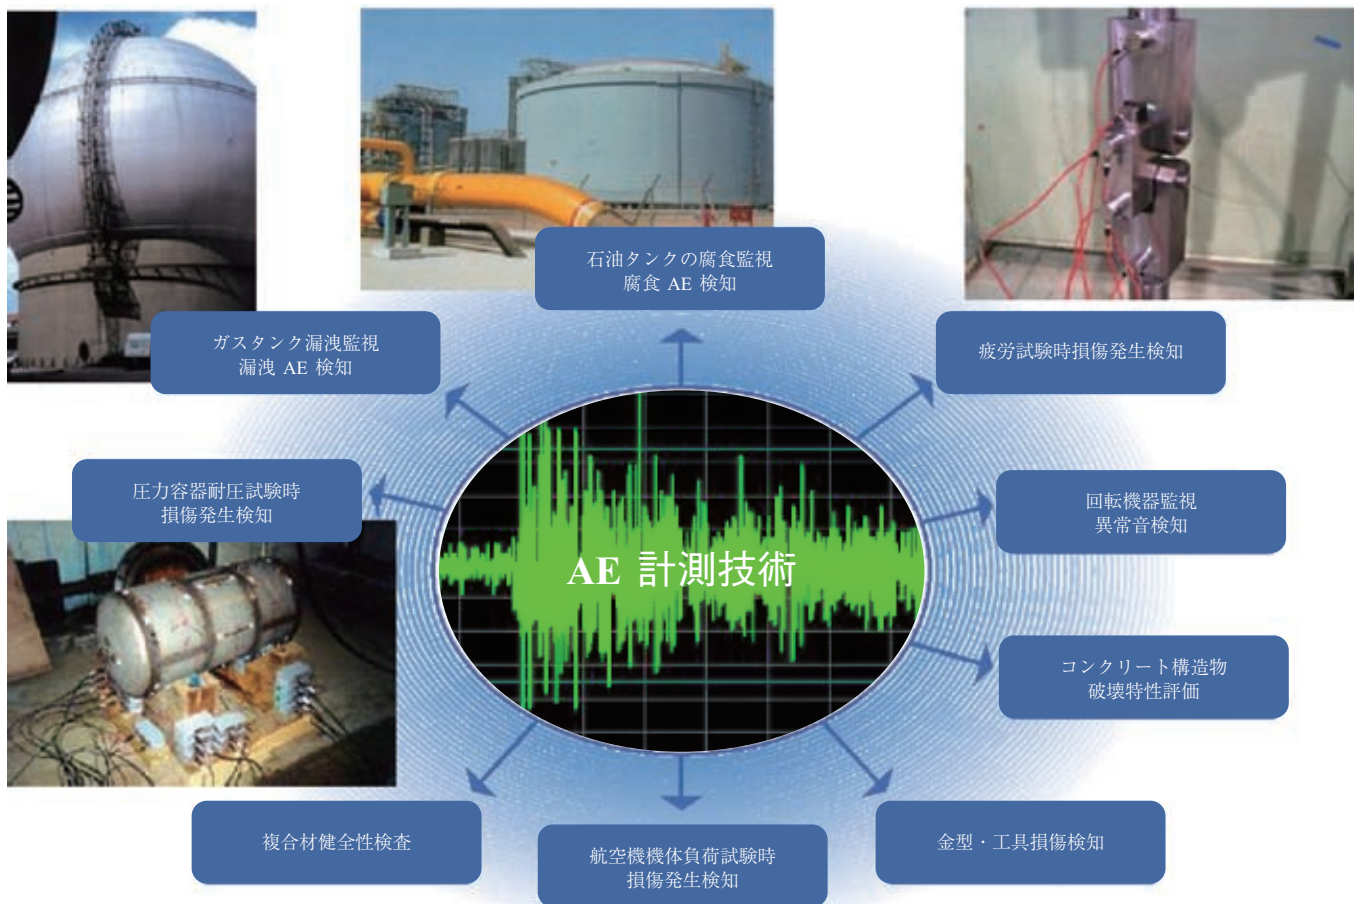 石油タンクの腐食監視
腐食 AE 検知
ガスタンク漏洩監視
漏洩 AE 検知
疲労試験時損傷発生検知
圧力容器耐圧試験時
損傷発生検知
回転機器監視
異常音検知
AE 計測技術
コンクリート構造物
破壊特性評価
複合材健全性検査
航空機機体負荷試験時
損傷発生検知
金型・工具損傷検知